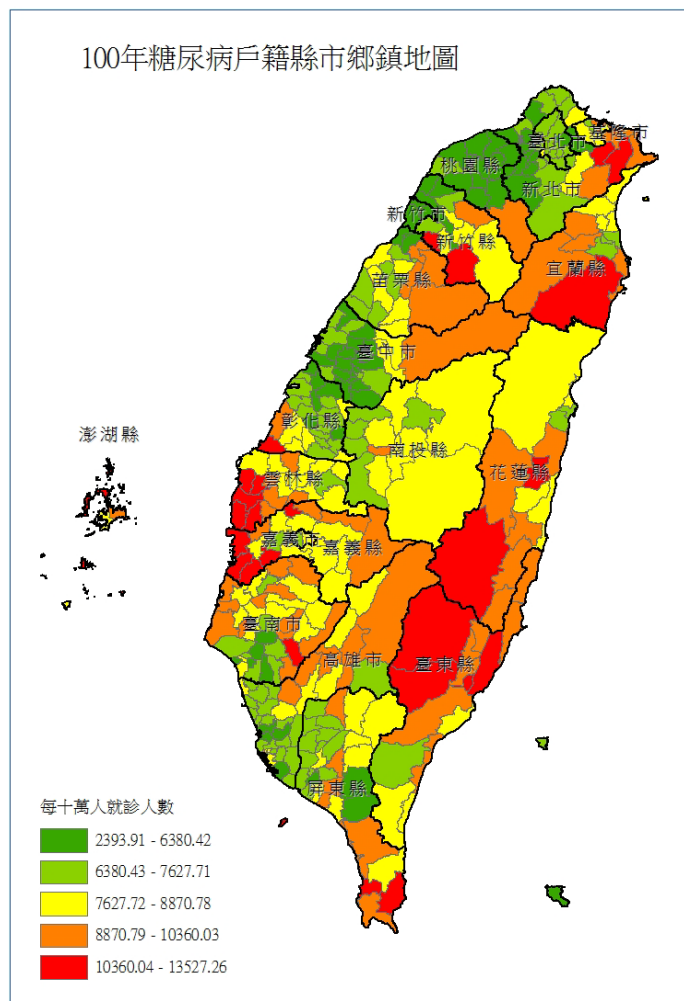 100年糖尿病戶籍縣市鄉鎮地圖
基隆市
臺北市
桃園縣
新北市
新竹市
新竹縣
宜蘭縣
苗栗縣
臺中市
彰化縣
澎湖縣
南投縣
花蓮縣
雲林縣
嘉義市
嘉義縣
臺南市
高雄市
臺東縣
屏東縣
每十萬人就診人數
2393.91 - 6380.42
6380.43 - 7627.71
7627.72 - 8870.78
8870.79 - 10360.03
10360.04 - 13527.26